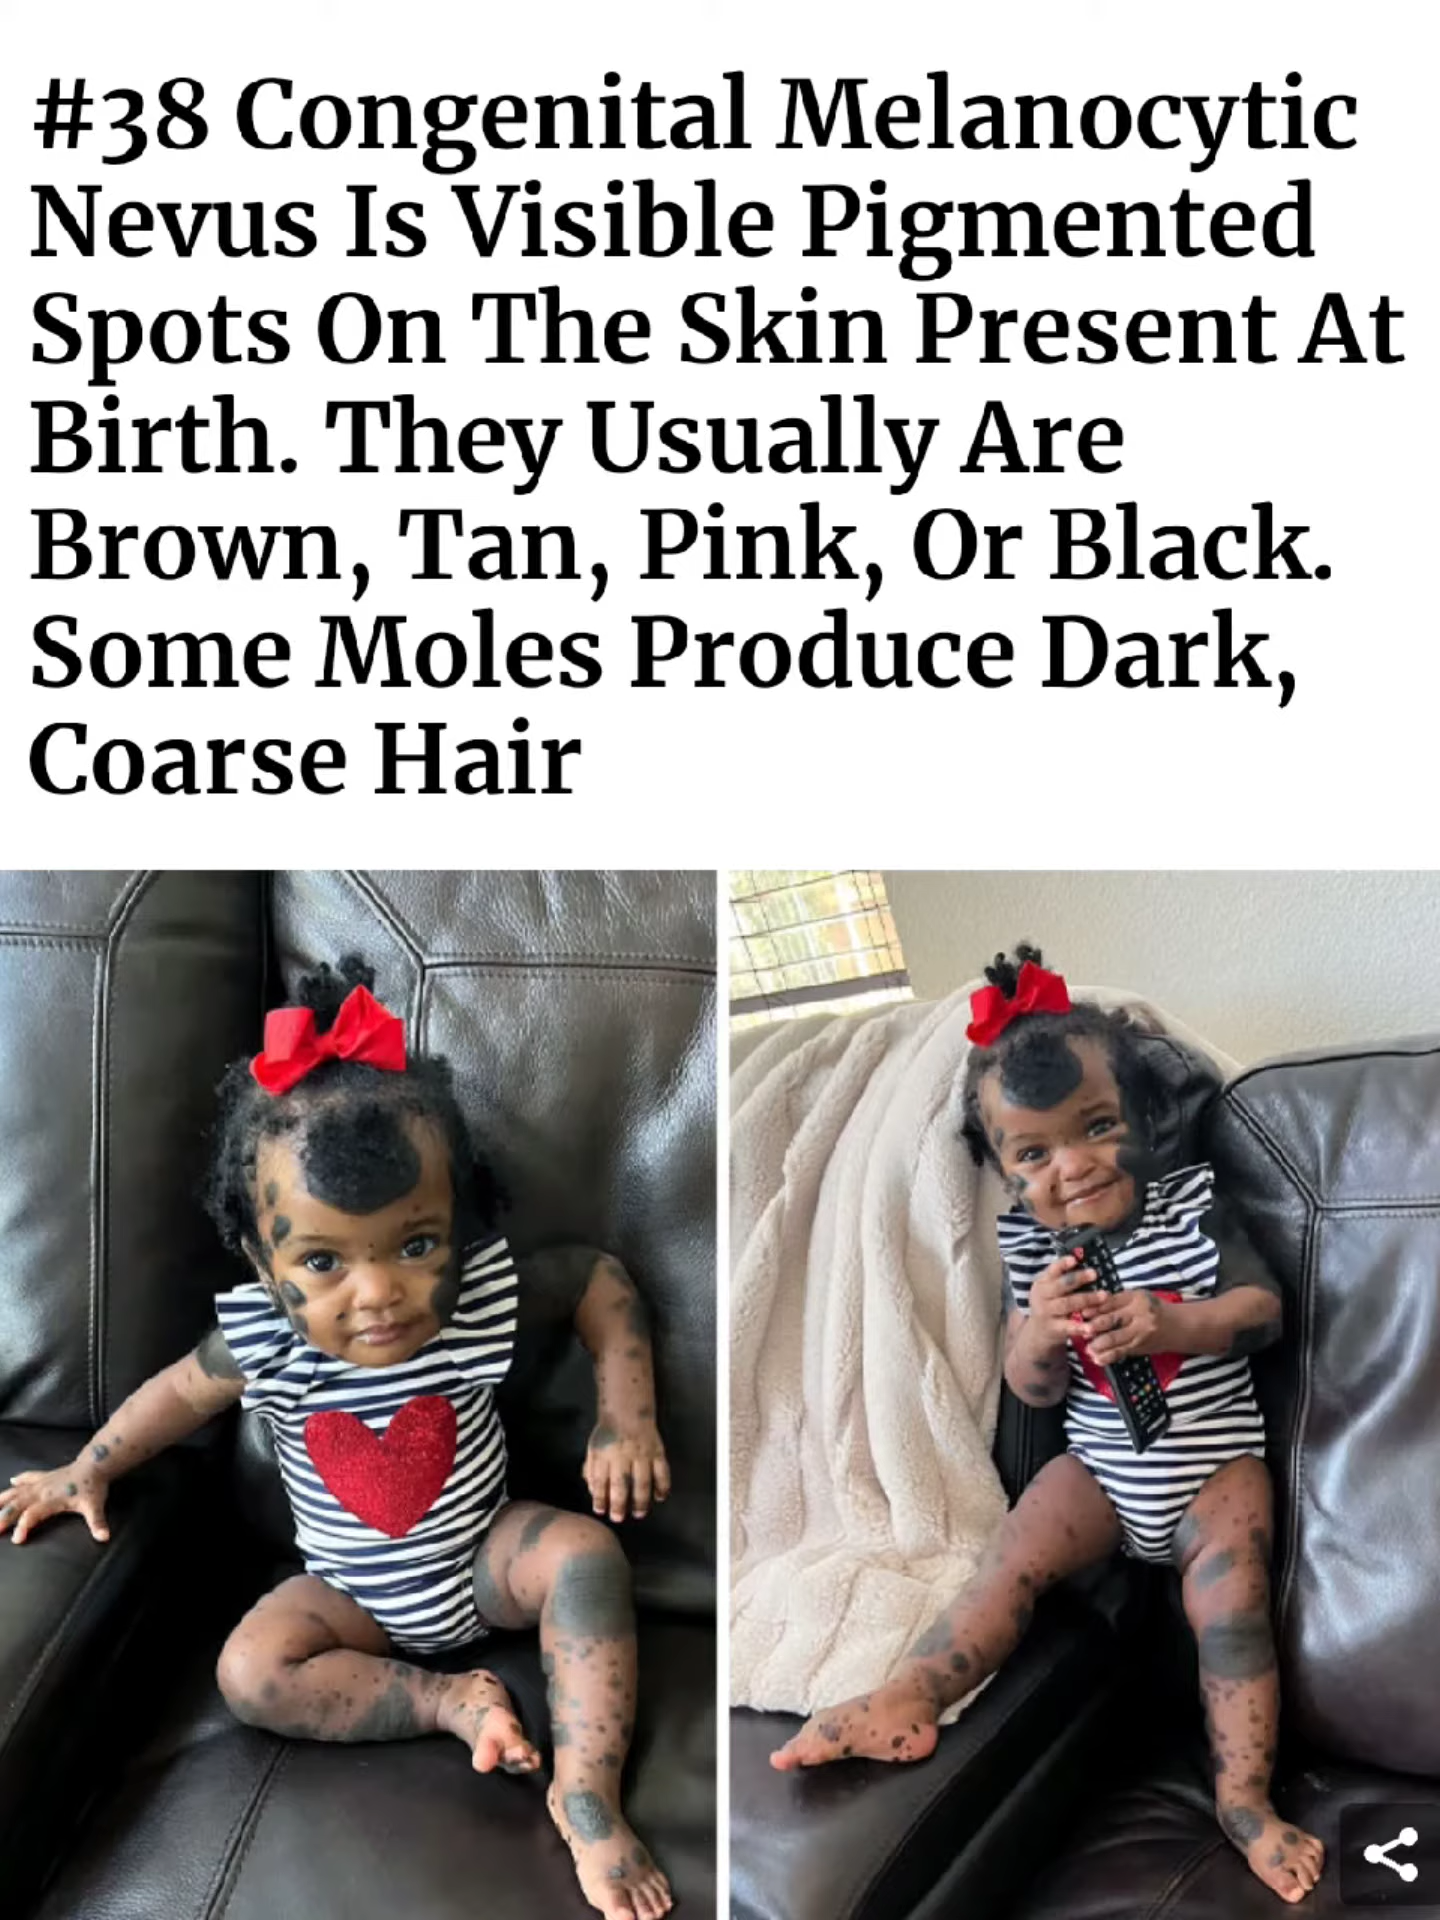 #38 Congenital Melanocytic
Nevus Is Visible Pigmented
Spots On The Skin Present At
Birth. They Usually Are
Brown, Tan, Pink, Or Black.
Some Moles Produce Dark,
Coarse Hair